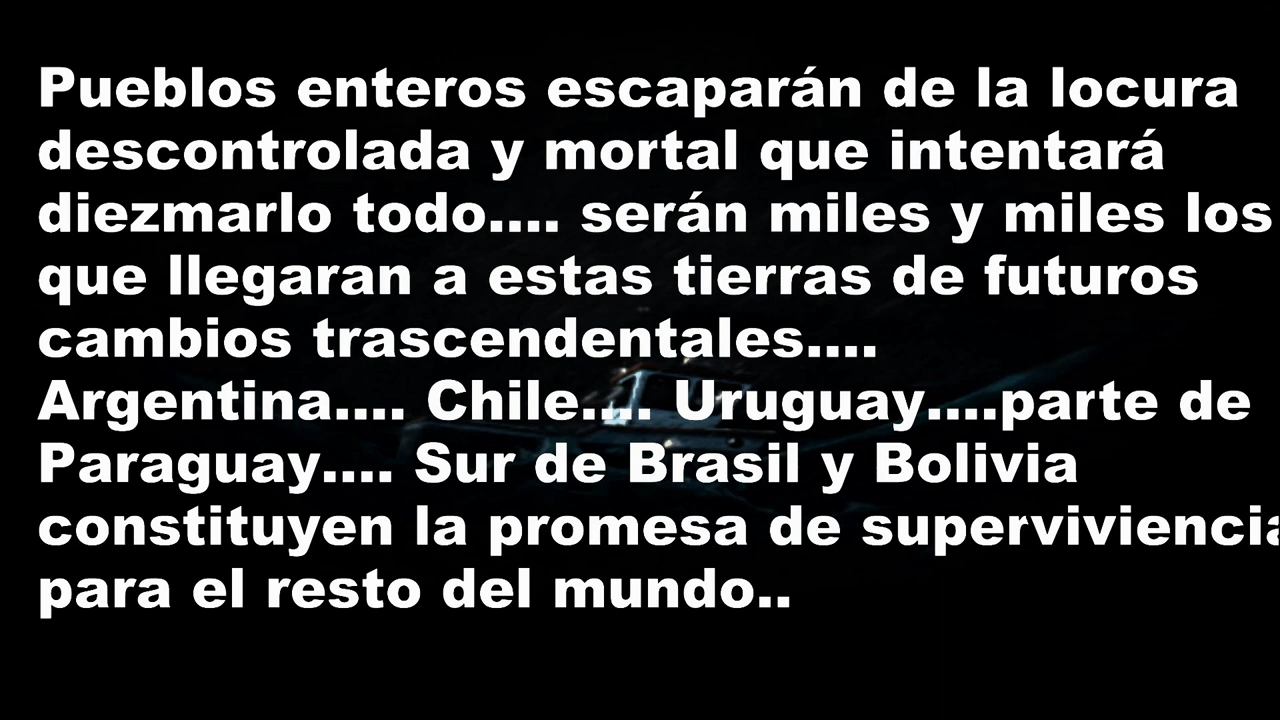 Pueblos enteros escaparán de la locura
descontrolada y mortal que intentará
diezmarlo todo.... serán miles y miles los
que llegaran a estas tierras de futuros
cambios trascendentales....
Argentina.... Chile.... Uruguay....parte de
Paraguay.... Sur de Brasil y Bolivia
constituyen la promesa de superviviencia
para el resto del mundo..